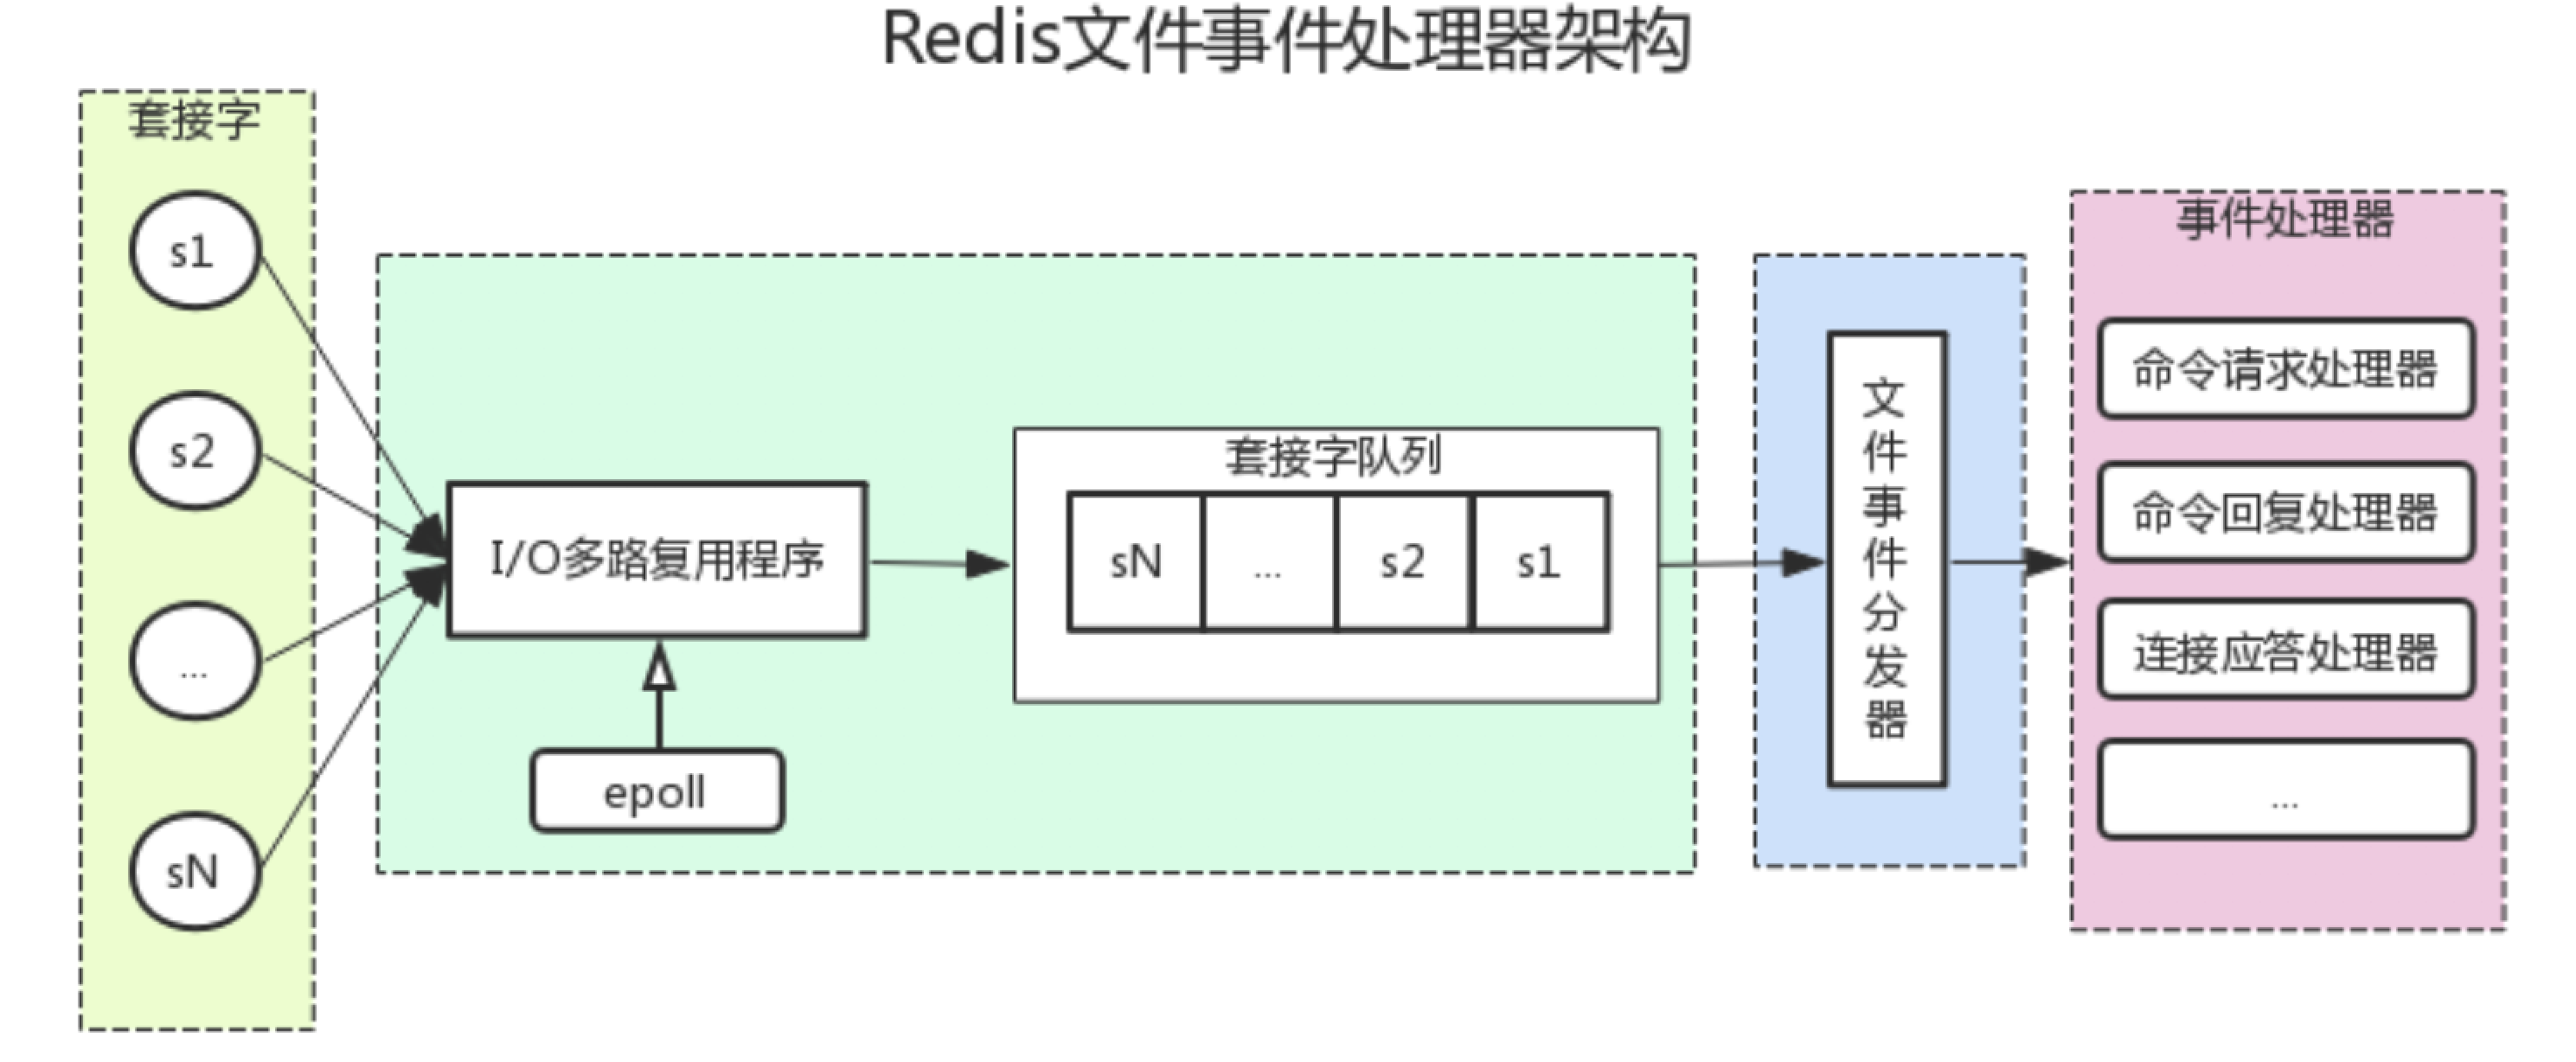 Redis文件事件处理器架构
套接字
s1
s2
...
sN
I/O多路复用程序
epoll
套接字队列
sN ... s2 s1
文件事件分发器
事件处理器
命令请求处理器
命令回复处理器
连接应答处理器
...